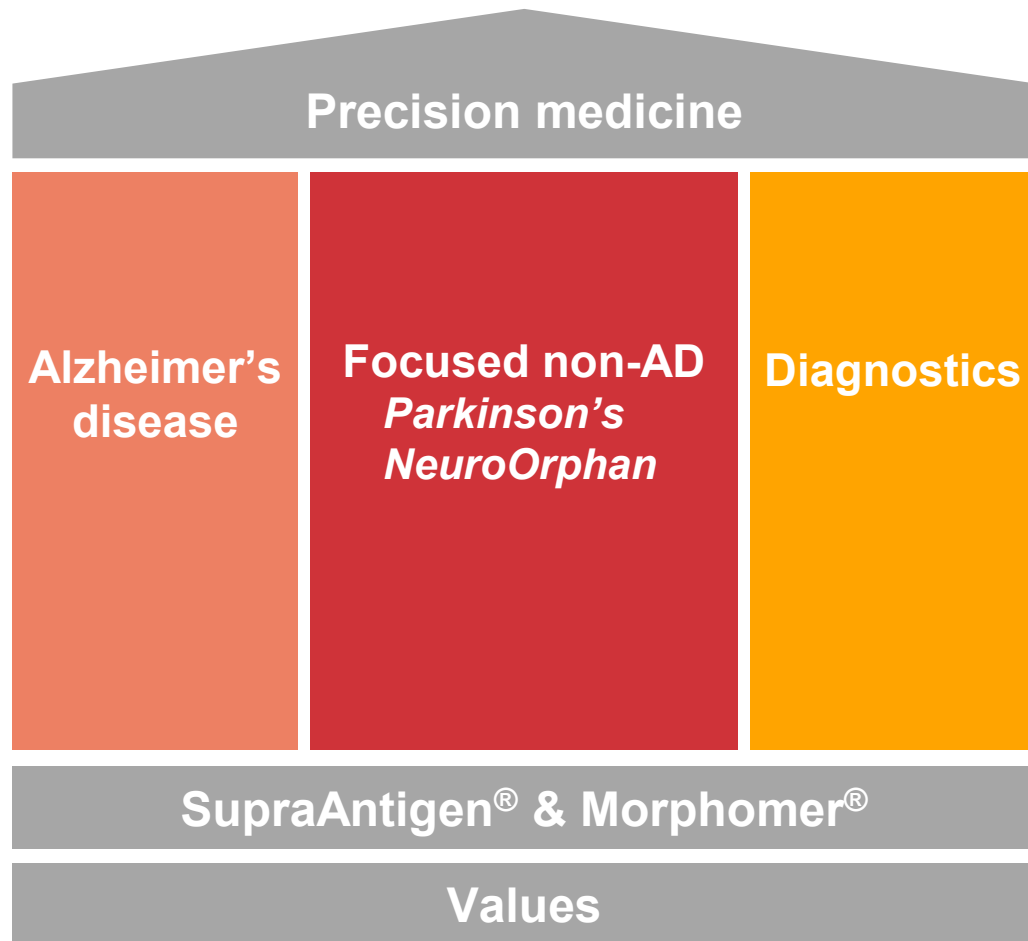 Precision medicine
Alzheimer’s
disease
Focused non-AD
Parkinson’s
NeuroOrphan
Diagnostics
SupraAntigen® & Morphomer®
Values